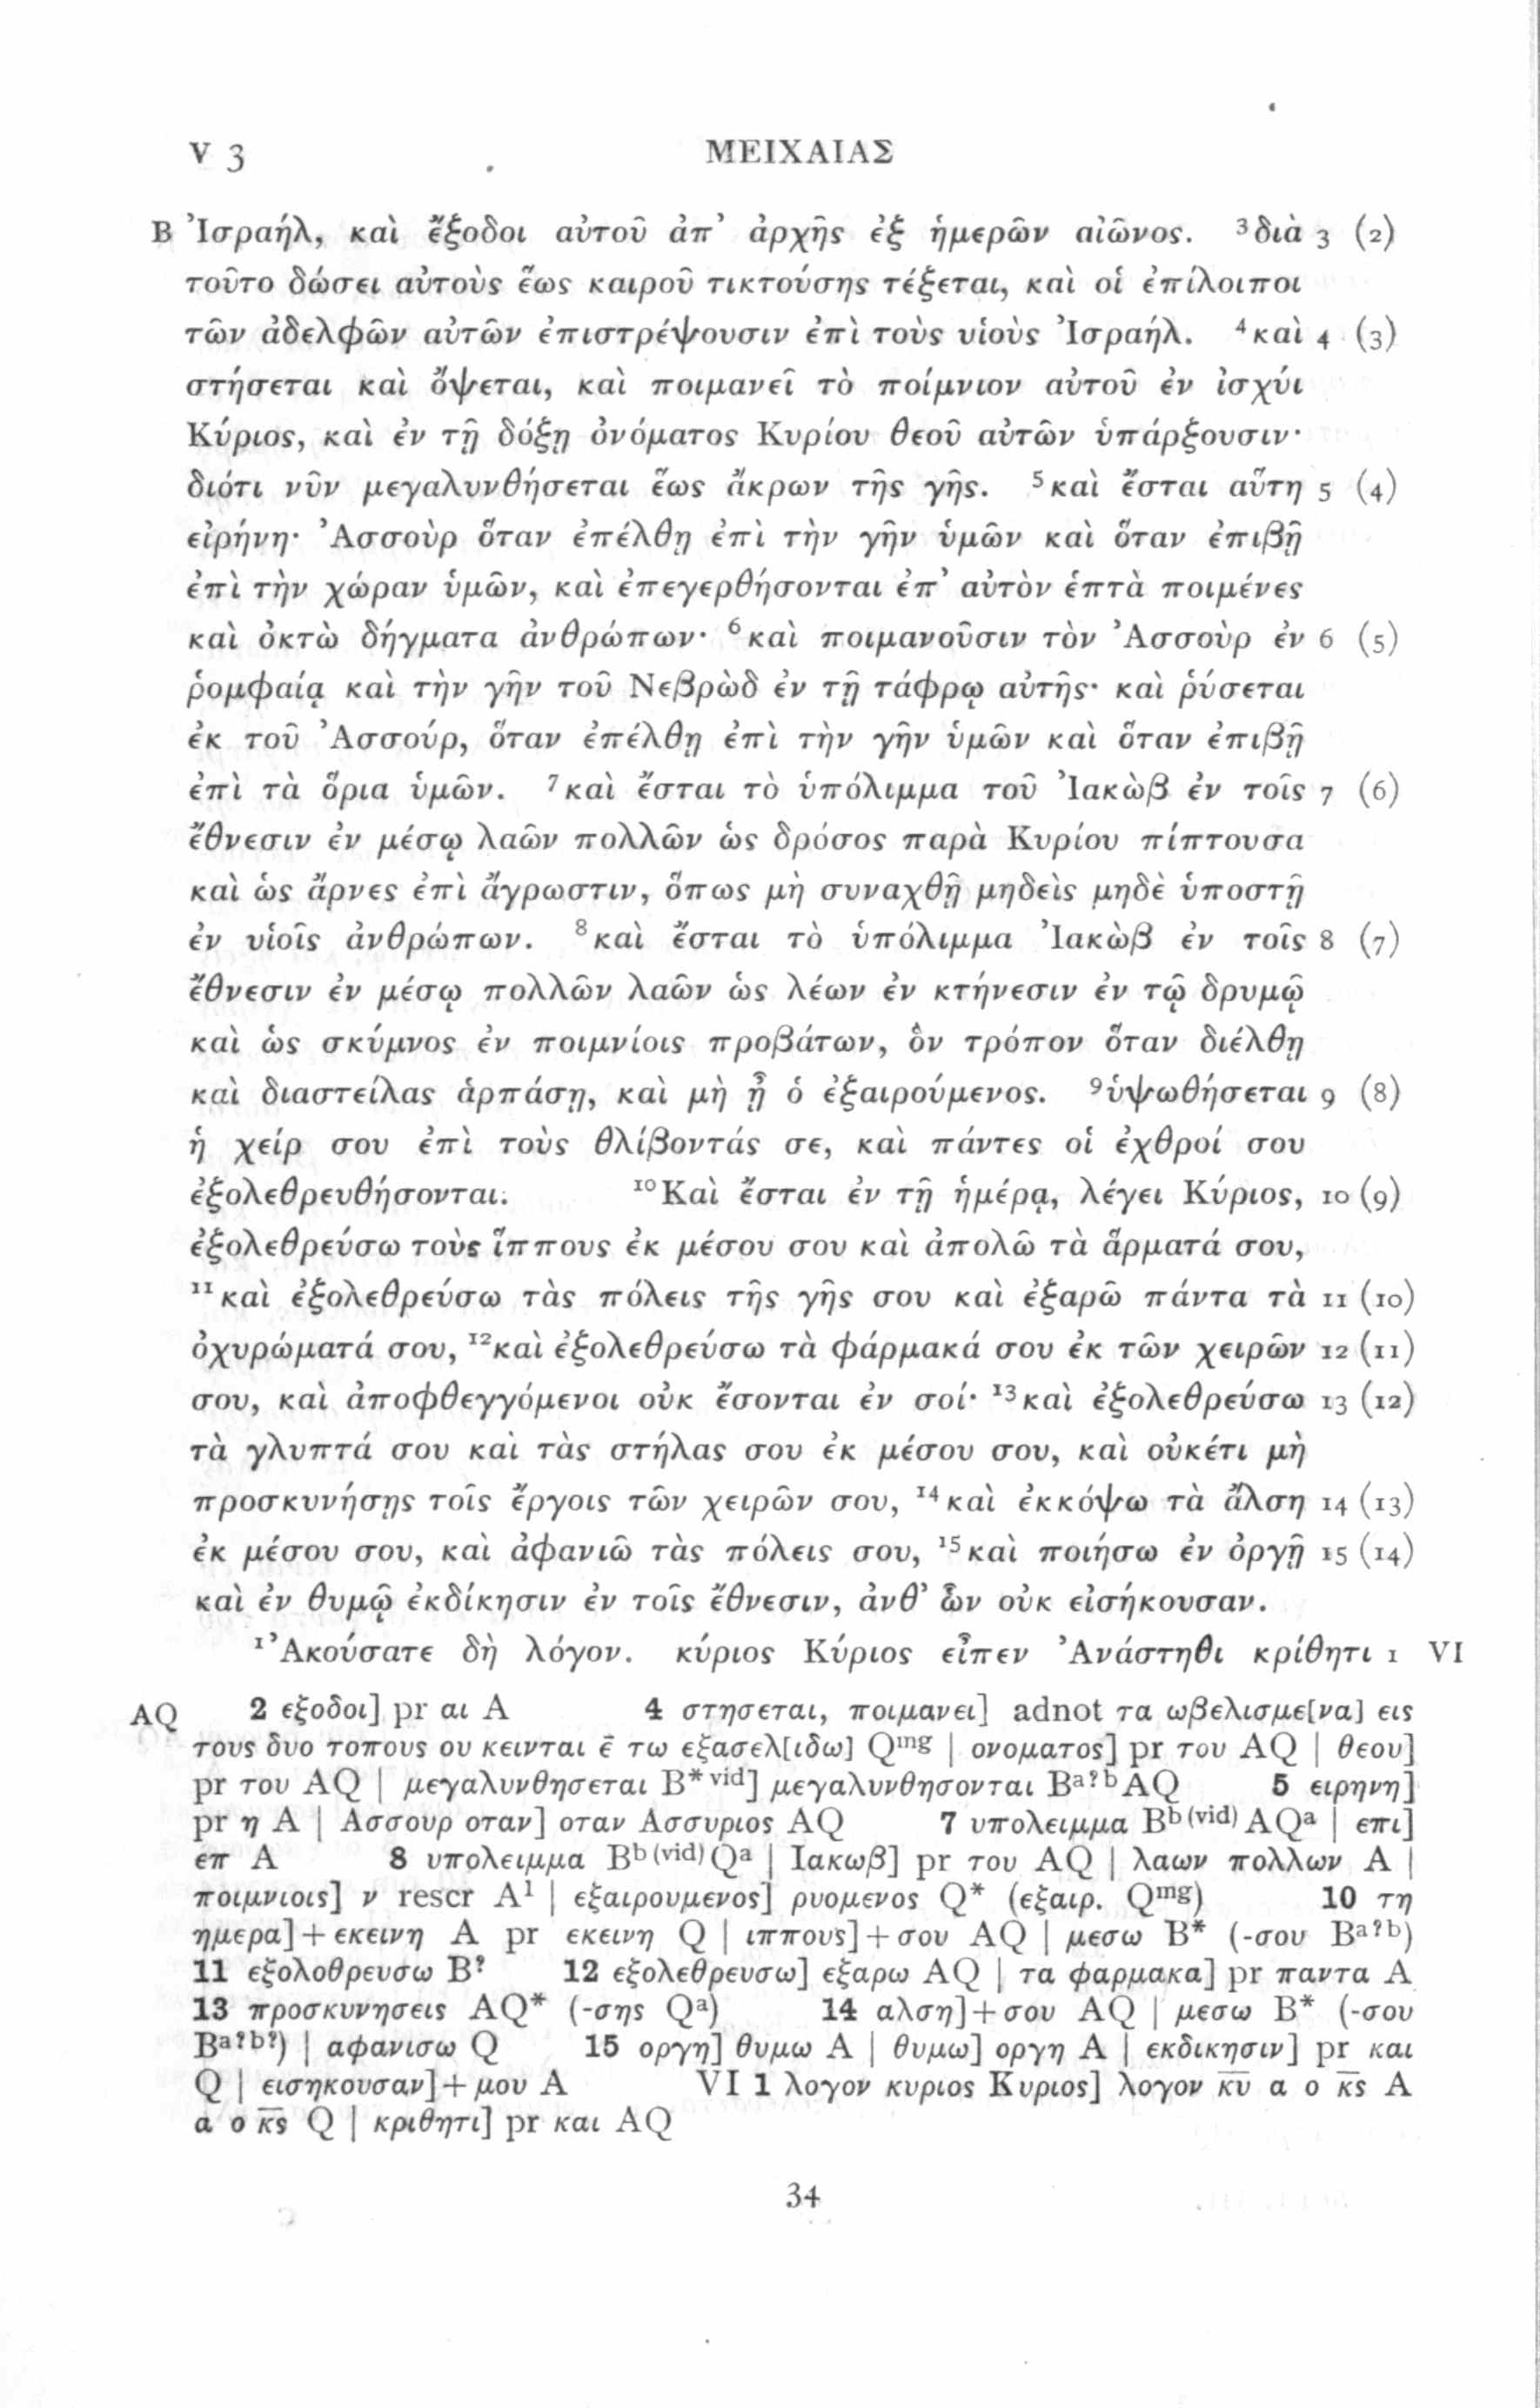 V 3 ΜΕΙΧΑΙΑΣ
B Ἰσραήλ, καὶ ἔξοδοι αὐτοῦ ἀπ᾽ ἀρχῆς ἐξ ἡμερῶν αἰῶνος. ³διὰ 3 (2)
τοῦτο δώσει αὐτοὺς ἕως καιροῦ τικτούσης τέξεται, καὶ οἱ ἐπίλοιποι
τῶν ἀδελφῶν αὐτῶν ἐπιστρέψουσιν ἐπὶ τοὺς υἱοὺς Ἰσραήλ. ⁴καὶ 4 (3)
στήσεται καὶ ὄψεται, καὶ ποιμανεῖ τὸ ποίμνιον αὐτοῦ ἐν ἰσχύι
Κύριος, καὶ ἐν τῇ δόξῃ ὀνόματος Κυρίου θεοῦ αὐτῶν ὑπάρξουσιν·
διότι νῦν μεγαλυνθήσεται ἕως ἄκρων τῆς γῆς. ⁵καὶ ἔσται αὕτη 5 (4)
εἰρήνη· Ἀσσοὺρ ὅταν ἐπέλθῃ ἐπὶ τὴν γῆν ὑμῶν καὶ ὅταν ἐπιβῇ
ἐπὶ τὴν χώραν ὑμῶν, καὶ ἐπεγερθήσονται ἐπ᾽ αὐτὸν ἑπτὰ ποιμένες
καὶ ὀκτὼ δήγματα ἀνθρώπων· ⁶καὶ ποιμανοῦσιν τὸν Ἀσσοὺρ ἐν 6 (5)
ῥομφαίᾳ καὶ τὴν γῆν τοῦ Νεβρὼδ ἐν τῇ τάφρῳ αὐτῆς· καὶ ῥύσεται
ἐκ τοῦ Ἀσσούρ, ὅταν ἐπέλθῃ ἐπὶ τὴν γῆν ὑμῶν καὶ ὅταν ἐπιβῇ
ἐπὶ τὰ ὅρια ὑμῶν. ⁷καὶ ἔσται τὸ ὑπόλιμμα τοῦ Ἰακὼβ ἐν τοῖς 7 (6)
ἔθνεσιν ἐν μέσῳ λαῶν πολλῶν ὡς δρόσος παρὰ Κυρίου πίπτουσα
καὶ ὡς ἄρνες ἐπὶ ἄγρωστιν, ὅπως μὴ συναχθῇ μηδεὶς μηδὲ ὑποστῇ
ἐν υἱοῖς ἀνθρώπων. ⁸καὶ ἔσται τὸ ὑπόλιμμα Ἰακὼβ ἐν τοῖς 8 (7)
ἔθνεσιν ἐν μέσῳ πολλῶν λαῶν ὡς λέων ἐν κτήνεσιν ἐν τῷ δρυμῷ
καὶ ὡς σκύμνος ἐν ποιμνίοις προβάτων, ὃν τρόπον ὅταν διέλθῃ
καὶ διαστείλας ἁρπάσῃ, καὶ μὴ ᾖ ὁ ἐξαιρούμενος. ⁹ὑψωθήσεται 9 (8)
ἡ χείρ σου ἐπὶ τοὺς θλίβοντάς σε, καὶ πάντες οἱ ἐχθροί σου
ἐξολεθρευθήσονται. ¹⁰Καὶ ἔσται ἐν τῇ ἡμέρᾳ, λέγει Κύριος, 10 (9)
ἐξολεθρεύσω τοὺς ἵππους ἐκ μέσου σου καὶ ἀπολῶ τὰ ἅρματά σου,
¹¹καὶ ἐξολεθρεύσω τὰς πόλεις τῆς γῆς σου καὶ ἐξαρῶ πάντα τὰ 11 (10)
ὀχυρώματά σου, ¹²καὶ ἐξολεθρεύσω τὰ φάρμακά σου ἐκ τῶν χειρῶν 12 (11)
σου, καὶ ἀποφθεγγόμενοι οὐκ ἔσονται ἐν σοί· ¹³καὶ ἐξολεθρεύσω 13 (12)
τὰ γλυπτά σου καὶ τὰς στήλας σου ἐκ μέσου σου, καὶ οὐκέτι μὴ
προσκυνήσῃς τοῖς ἔργοις τῶν χειρῶν σου, ¹⁴καὶ ἐκκόψω τὰ ἄλση 14 (13)
ἐκ μέσου σου, καὶ ἀφανιῶ τὰς πόλεις σου, ¹⁵καὶ ποιήσω ἐν ὀργῇ 15 (14)
καὶ ἐν θυμῷ ἐκδίκησιν ἐν τοῖς ἔθνεσιν, ἀνθ᾽ ὧν οὐκ εἰσήκουσαν.
¹Ἀκούσατε δὴ λόγον. κύριος Κύριος εἶπεν Ἀνάστηθι κρίθητι 1 VI
AQ 2 εξοδοι] pr αι A 4 στησεται, ποιμανει] adnot τα ωβελισμε[να] εις
τους δυο τοπους ου κεινται ε̄ τω εξασελ[ιδω] Qᵐᵍ | ονοματος] pr του AQ | θεου]
pr του AQ | μεγαλυνθησεται B* ᵛⁱᵈ] μεγαλυνθησονται Bᵃ?ᵇ AQ 5 ειρηνη]
pr η A | Ασσουρ οταν] οταν Ασσυριος AQ 7 υπολειμμα Bᵇ⁽ᵛⁱᵈ⁾ AQᵃ | επι]
επ A 8 υπολειμμα Bᵇ⁽ᵛⁱᵈ⁾ Qᵃ | Ιακωβ] pr του AQ | λαων πολλων A |
ποιμνιοις] ν rescr A¹ | εξαιρουμενος] ρυομενος Q* (εξαιρ. Qᵐᵍ) 10 τη
ημερα] + εκεινη A pr εκεινη Q | ιππους] + σου AQ | μεσω B* (-σου Bᵃ?ᵇ)
11 εξολοθρευσω B? 12 εξολεθρευσω] εξαρω AQ | τα φαρμακα] pr παντα A
13 προσκυνησεις AQ* (-σης Qᵃ) 14 αλση] + σου AQ | μεσω B* (-σου
Bᵃ?ᵇ?) | αφανισω Q 15 οργη] θυμω A | θυμω] οργη A | εκδικησιν] pr και
Q | εισηκουσαν] + μου A VI 1 λογον κυριος Κυριος] λογον κ̅υ̅ α ο κ̅ς̅ A
α ο κ̅ς̅ Q | κριθητι] pr και AQ
34